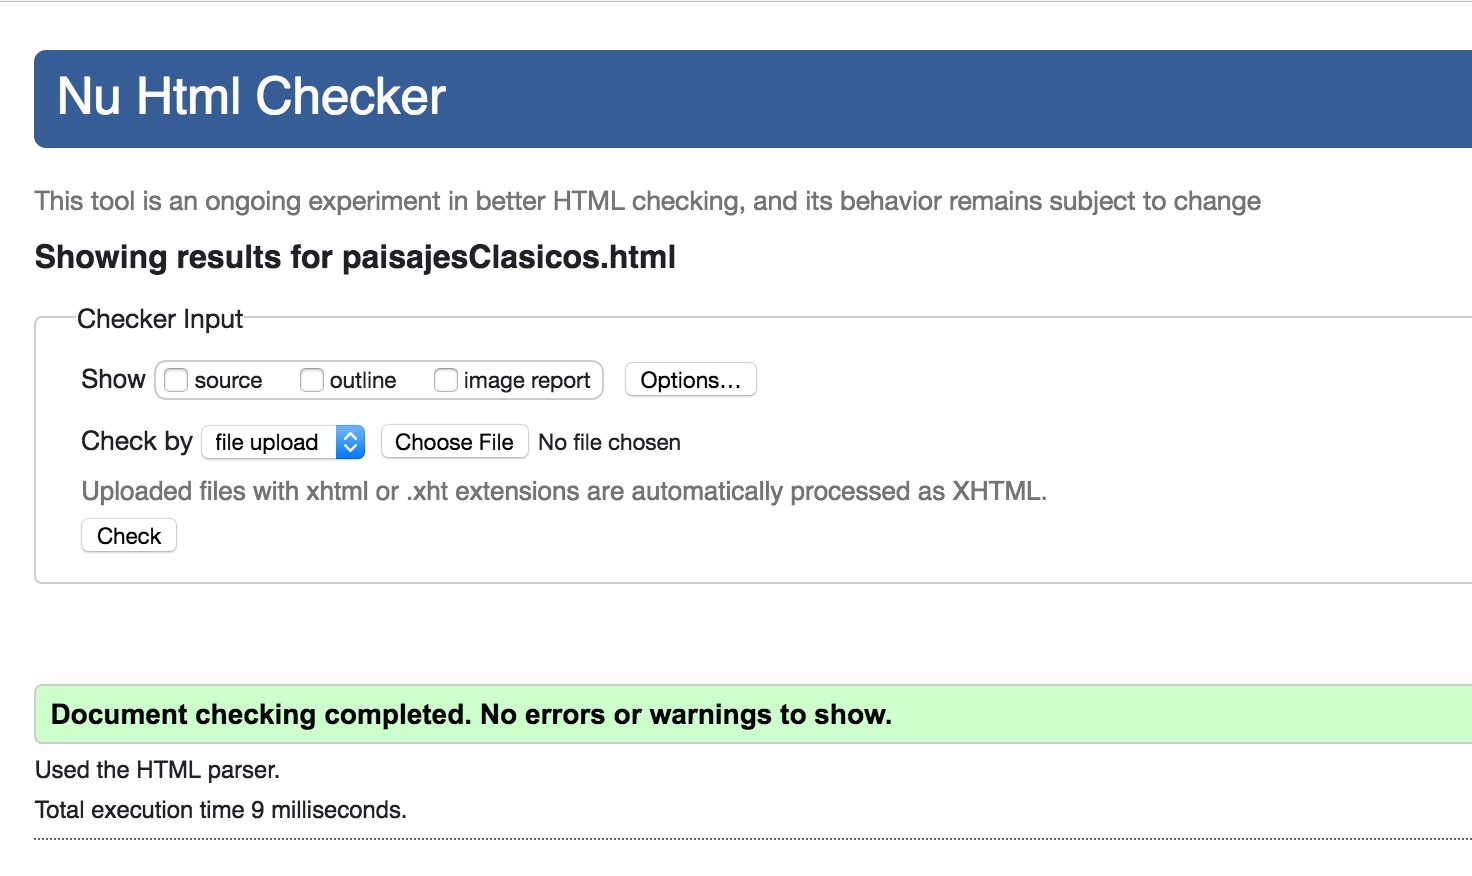 Nu Html Checker
This tool is an ongoing experiment in better HTML checking, and its behavior remains subject to change
Showing results for paisajesClasicos.html
Checker Input
Show source outline image report Options...
Check by file upload Choose File No file chosen
Uploaded files with xhtml or .xht extensions are automatically processed as XHTML.
Check
Document checking completed. No errors or warnings to show.
Used the HTML parser.
Total execution time 9 milliseconds.